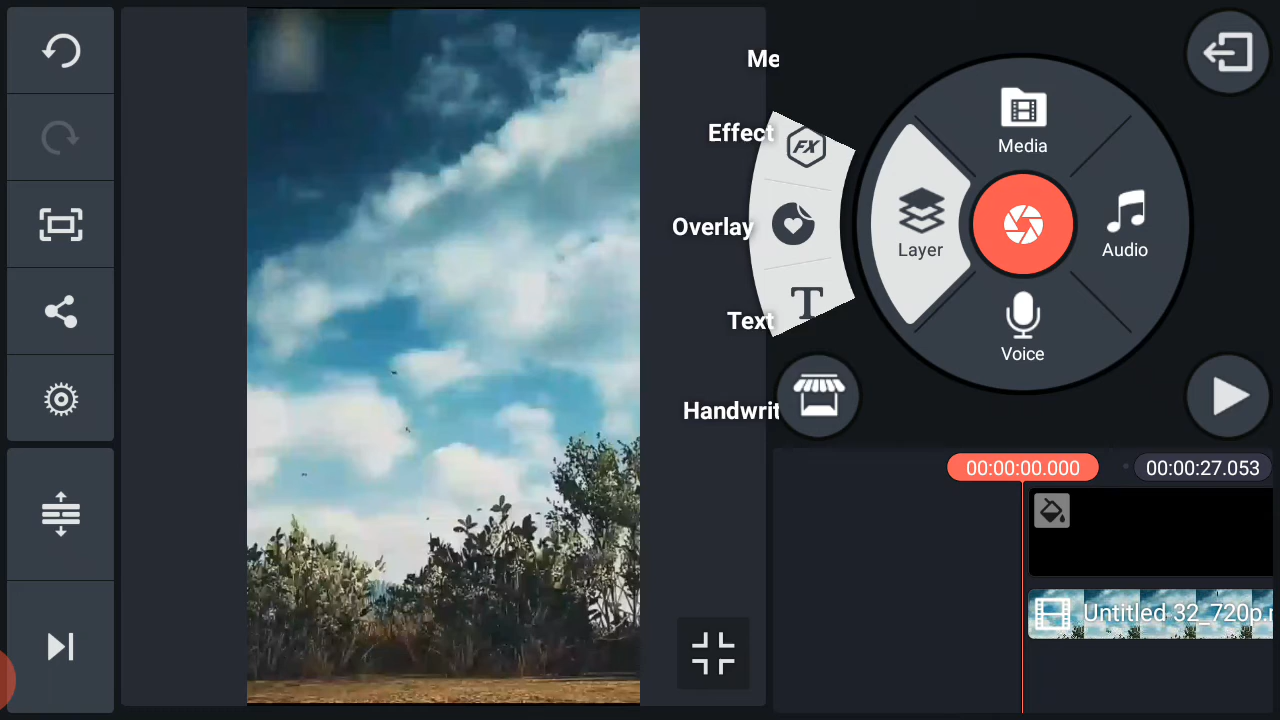 Me
Effect
FX
Overlay
Text
T
Handwrit
Media
Layer
Audio
Voice
00:00:00.000
00:00:27.053
Untitled 32_720p.